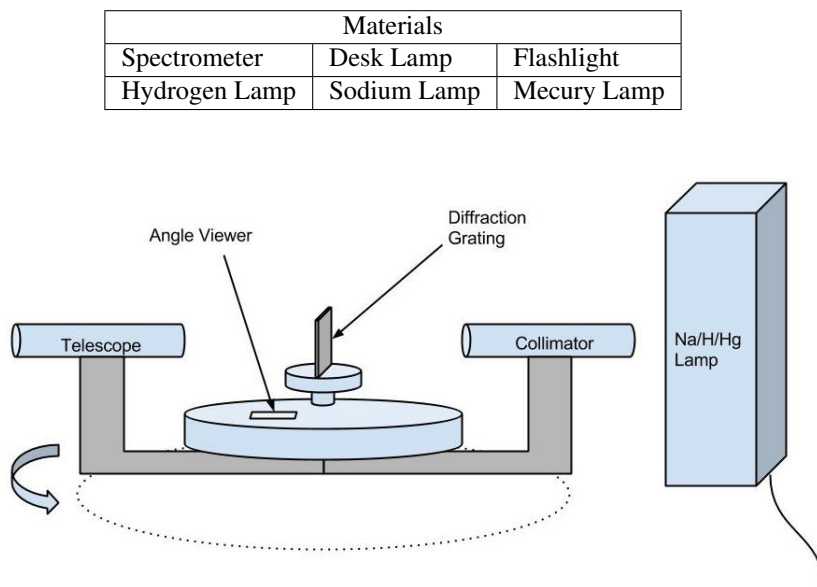 Materials
Spectrometer Desk Lamp Flashlight
Hydrogen Lamp Sodium Lamp Mecury Lamp
Diffraction
Grating
Angle Viewer
Telescope
Collimator
Na/H/Hg
Lamp